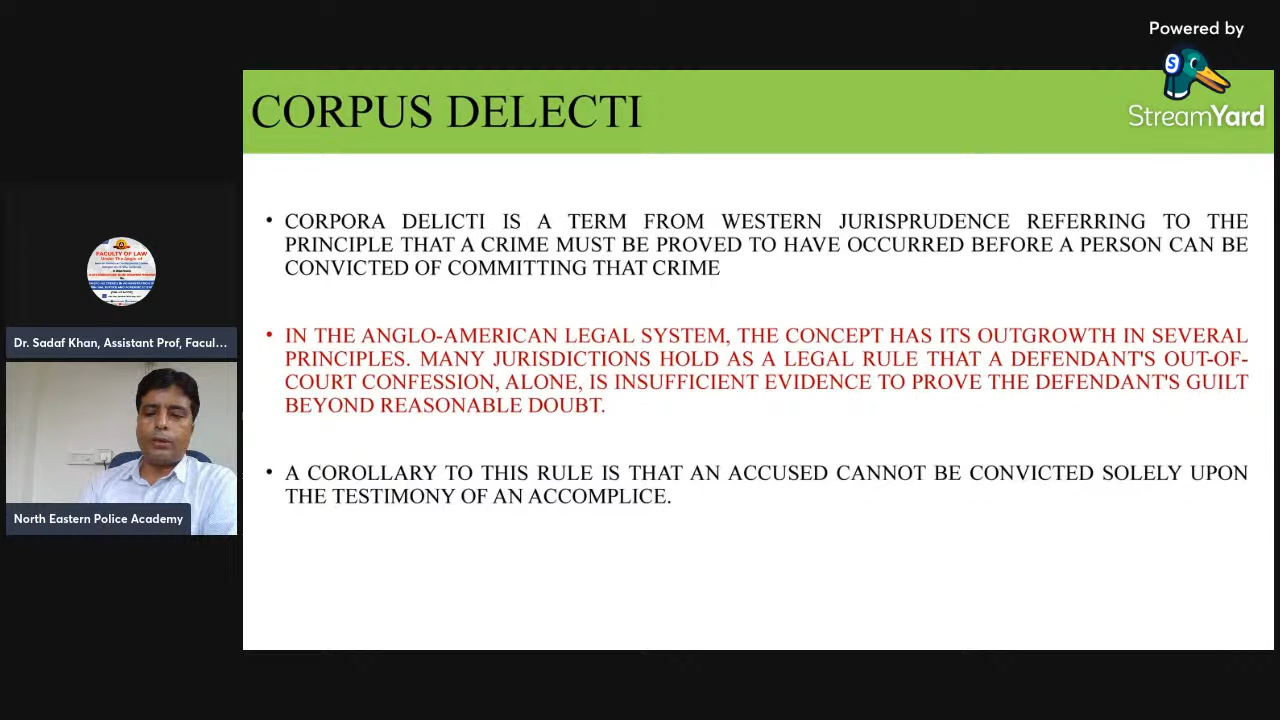 Powered by
StreamYard
CORPUS DELECTI
• CORPORA DELICTI IS A TERM FROM WESTERN JURISPRUDENCE REFERRING TO THE
PRINCIPLE THAT A CRIME MUST BE PROVED TO HAVE OCCURRED BEFORE A PERSON CAN BE
CONVICTED OF COMMITTING THAT CRIME
• IN THE ANGLO-AMERICAN LEGAL SYSTEM, THE CONCEPT HAS ITS OUTGROWTH IN SEVERAL
PRINCIPLES. MANY JURISDICTIONS HOLD AS A LEGAL RULE THAT A DEFENDANT'S OUT-OF-
COURT CONFESSION, ALONE, IS INSUFFICIENT EVIDENCE TO PROVE THE DEFENDANT'S GUILT
BEYOND REASONABLE DOUBT.
• A COROLLARY TO THIS RULE IS THAT AN ACCUSED CANNOT BE CONVICTED SOLELY UPON
THE TESTIMONY OF AN ACCOMPLICE.
FACULTY OF LAW
Dr. Sadaf Khan, Assistant Prof, Facul...
North Eastern Police Academy